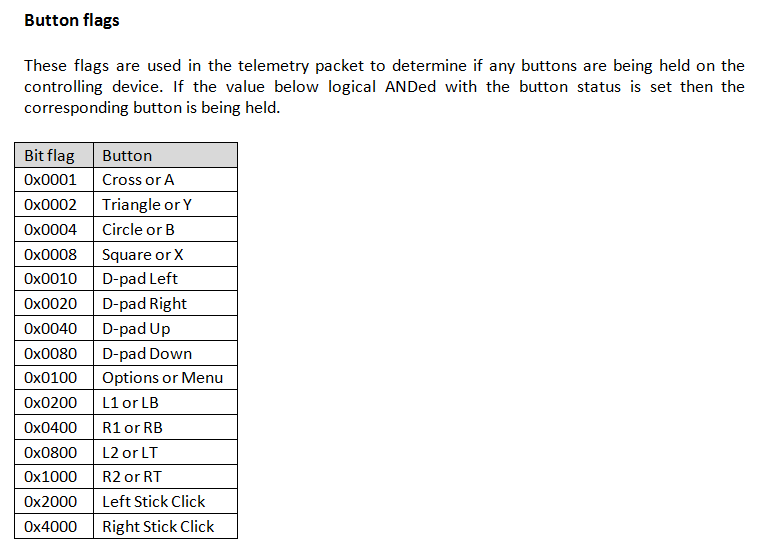 Button flags
These flags are used in the telemetry packet to determine if any buttons are being held on the
controlling device. If the value below logical ANDed with the button status is set then the
corresponding button is being held.
Bit flag Button
0x0001 Cross or A
0x0002 Triangle or Y
0x0004 Circle or B
0x0008 Square or X
0x0010 D-pad Left
0x0020 D-pad Right
0x0040 D-pad Up
0x0080 D-pad Down
0x0100 Options or Menu
0x0200 L1 or LB
0x0400 R1 or RB
0x0800 L2 or LT
0x1000 R2 or RT
0x2000 Left Stick Click
0x4000 Right Stick Click